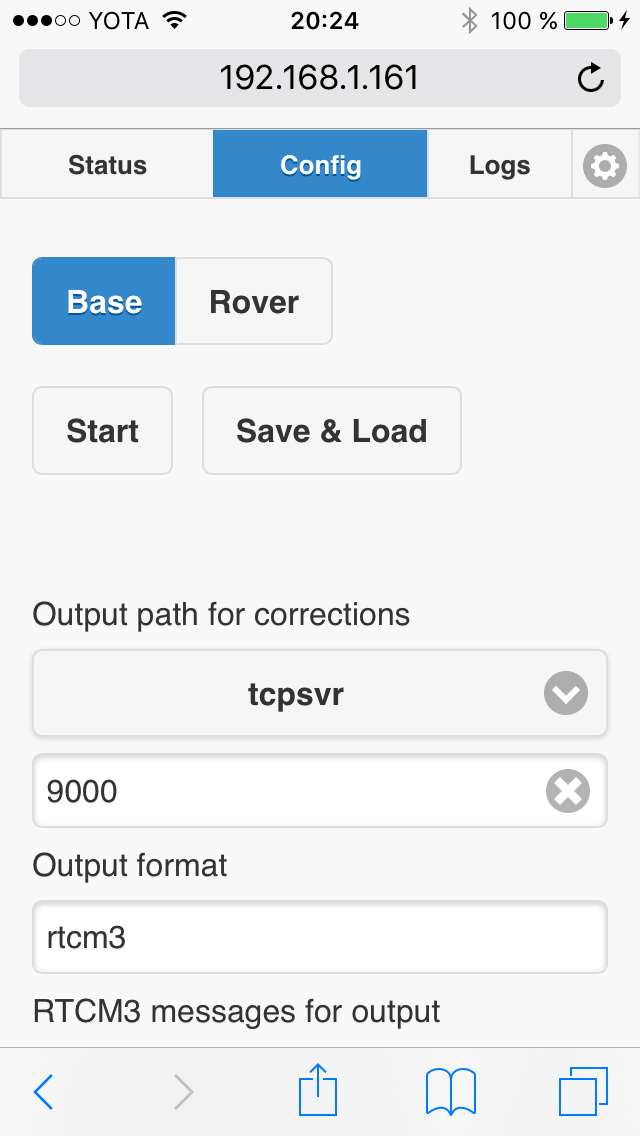 YOTA 20:24 100 %
192.168.1.161
Status Config Logs
Base Rover
Start Save & Load
Output path for corrections
tcpsvr
9000
Output format
rtcm3
RTCM3 messages for output